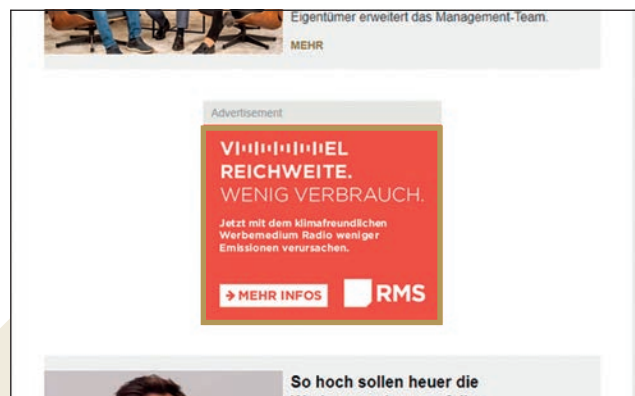 Eigentümer erweitert das Management-Team.
MEHR
Advertisement
VIIIIIIIIIIIEL
REICHWEITE.
WENIG VERBRAUCH.
Jetzt mit dem klimafreundlichen
Werbemedium Radio weniger
Emissionen verursachen.
→ MEHR INFOS
RMS
So hoch sollen heuer die